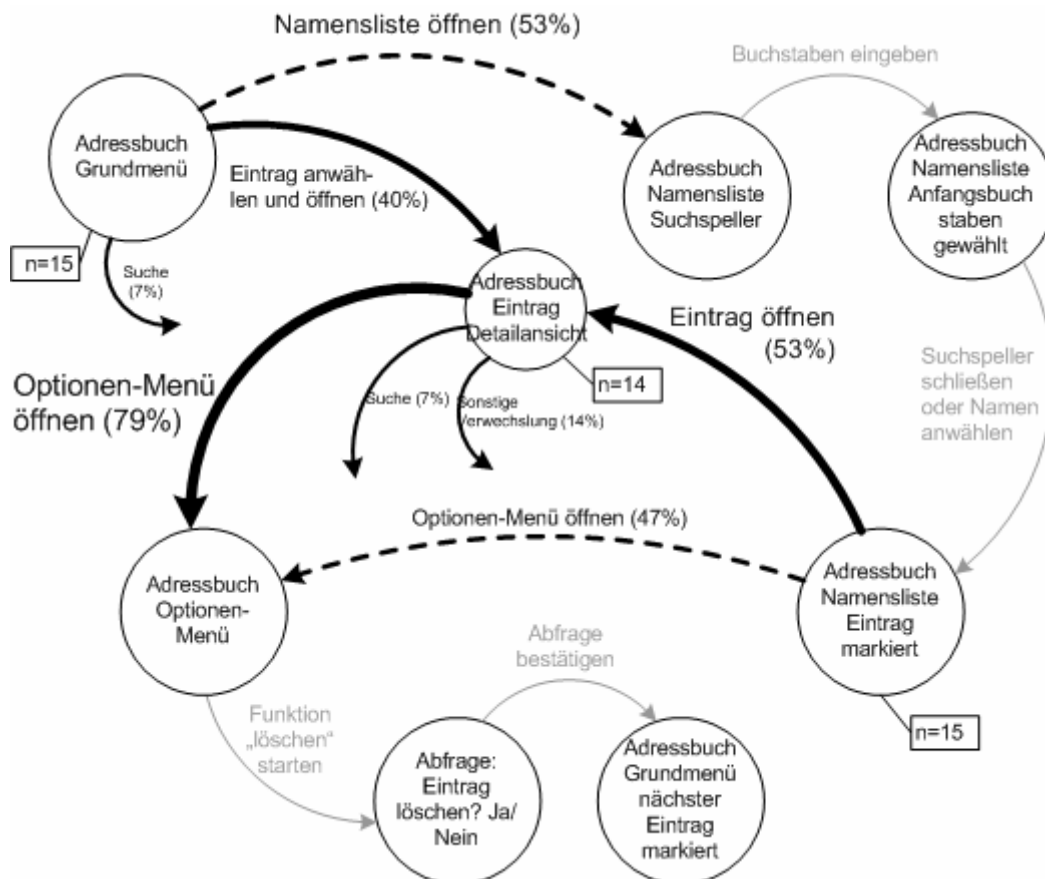 Namensliste öffnen (53%)
Buchstaben eingeben
Adressbuch
Grundmenü
Adressbuch
Namensliste
Suchspeller
Adressbuch
Namensliste
Anfangsbuch
staben
gewählt
Eintrag anwäh-
len und öffnen (40%)
n=15
Suche
(7%)
Adressbuch
Eintrag
Detailansicht
Eintrag öffnen
(53%)
Suchspeller
schließen
oder Namen
anwählen
Optionen-Menü
öffnen (79%)
n=14
Suche (7%)
Sonstige
Verwechslung (14%)
Optionen-Menü öffnen (47%)
Adressbuch
Optionen-
Menü
Adressbuch
Namensliste
Eintrag
markiert
n=15
Abfrage
bestätigen
Funktion
„löschen“
starten
Abfrage:
Eintrag
löschen? Ja/
Nein
Adressbuch
Grundmenü
nächster
Eintrag
markiert